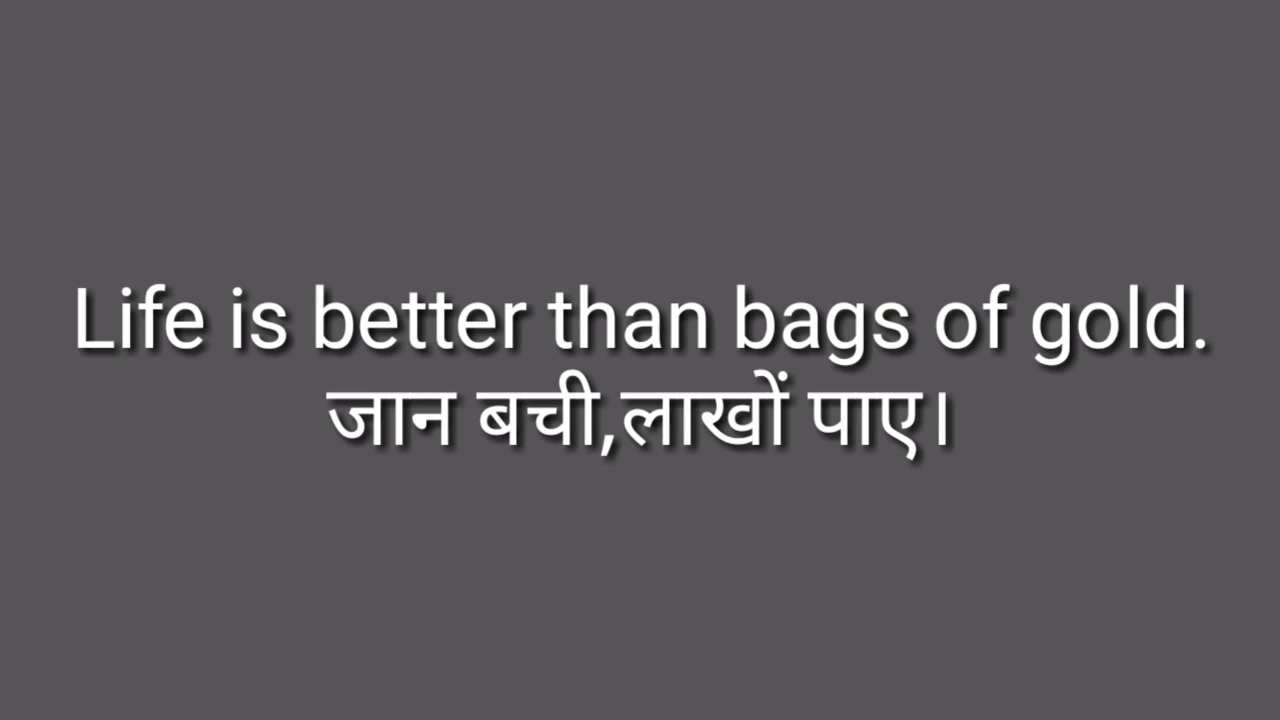 Life is better than bags of gold.
जान बची,लाखों पाए।